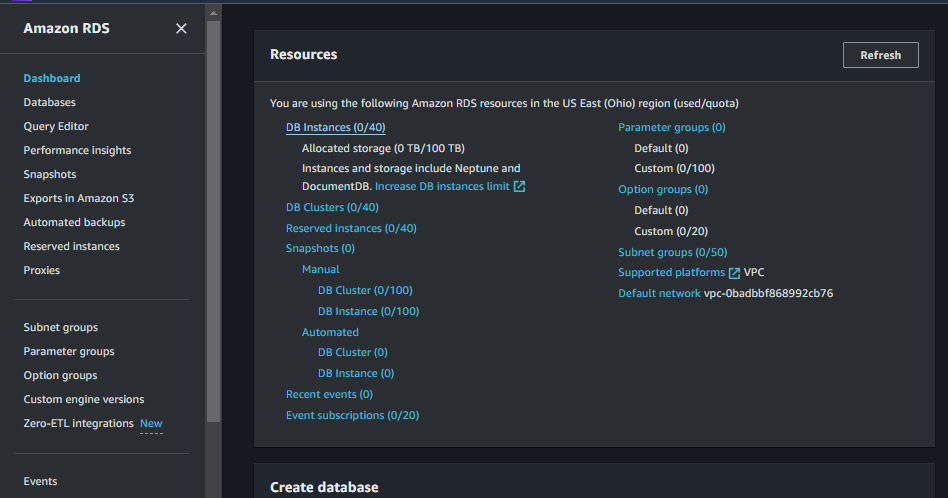 Amazon RDS
Dashboard
Databases
Query Editor
Performance insights
Snapshots
Exports in Amazon S3
Automated backups
Reserved instances
Proxies
Subnet groups
Parameter groups
Option groups
Custom engine versions
Zero-ETL integrations New
Events
Resources
Refresh
You are using the following Amazon RDS resources in the US East (Ohio) region (used/quota)
DB Instances (0/40)
Allocated storage (0 TB/100 TB)
Instances and storage include Neptune and
DocumentDB. Increase DB instances limit
DB Clusters (0/40)
Reserved instances (0/40)
Snapshots (0)
Manual
DB Cluster (0/100)
DB Instance (0/100)
Automated
DB Cluster (0)
DB Instance (0)
Recent events (0)
Event subscriptions (0/20)
Parameter groups (0)
Default (0)
Custom (0/100)
Option groups (0)
Default (0)
Custom (0/20)
Subnet groups (0/50)
Supported platforms VPC
Default network vpc-0badbbf868992cb76
Create database